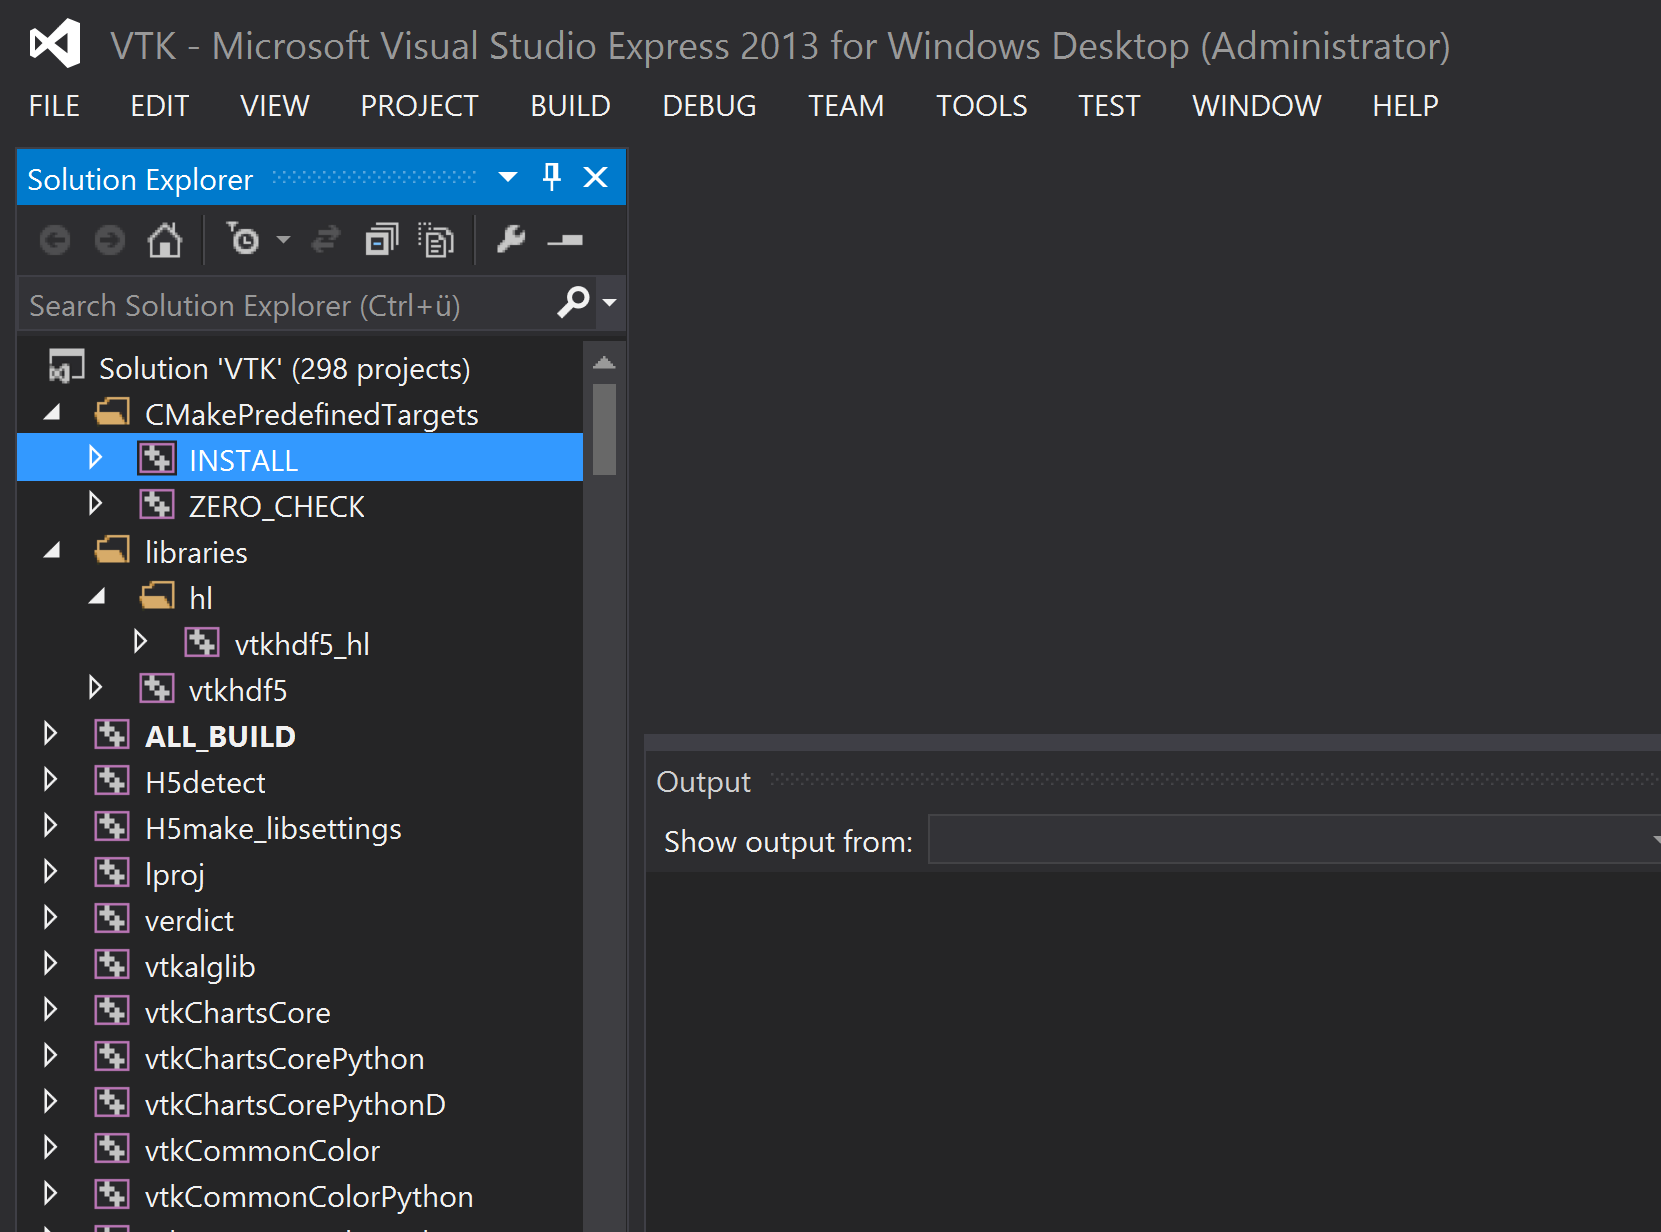 VTK - Microsoft Visual Studio Express 2013 for Windows Desktop (Administrator)
FILE EDIT VIEW PROJECT BUILD DEBUG TEAM TOOLS TEST WINDOW HELP
Solution Explorer
Search Solution Explorer (Ctrl+ü)
Solution 'VTK' (298 projects)
CMakePredefinedTargets
INSTALL
ZERO_CHECK
libraries
hl
vtkhdf5_hl
vtkhdf5
ALL_BUILD
H5detect
H5make_libsettings
lproj
verdict
vtkalglib
vtkChartsCore
vtkChartsCorePython
vtkChartsCorePythonD
vtkCommonColor
vtkCommonColorPython
Output
Show output from: